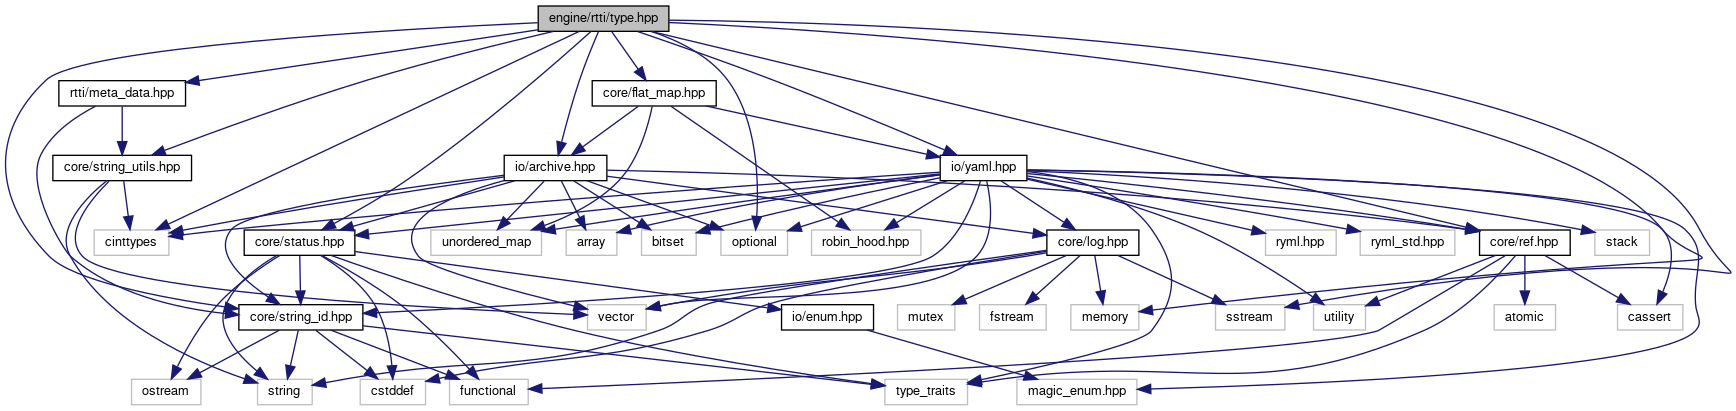 engine/rtti/type.hpp
rtti/meta_data.hpp
core/flat_map.hpp
core/string_utils.hpp
io/archive.hpp
io/yaml.hpp
cinttypes
core/status.hpp
unordered_map
array
bitset
optional
robin_hood.hpp
core/log.hpp
ryml.hpp
ryml_std.hpp
core/ref.hpp
stack
core/string_id.hpp
vector
io/enum.hpp
mutex
fstream
memory
sstream
utility
atomic
cassert
ostream
string
cstddef
functional
type_traits
magic_enum.hpp